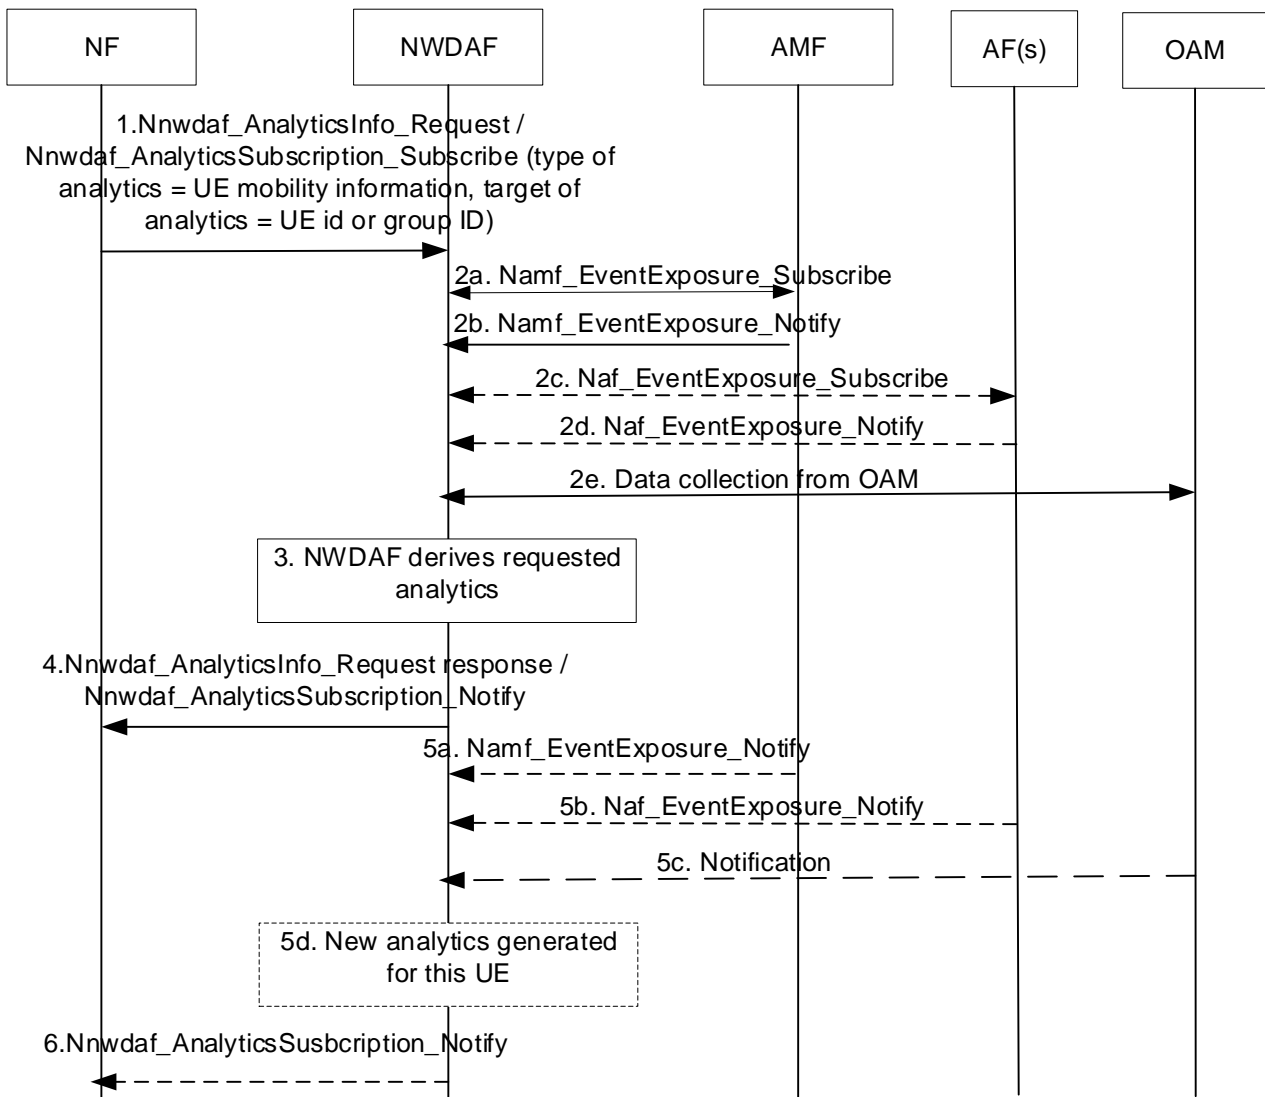 NF
NWDAF
AMF
AF(s)
OAM
1.Nnwdaf_AnalyticsInfo_Request /
Nnwdaf_AnalyticsSubscription_Subscribe (type of
analytics = UE mobility information, target of
analytics = UE id or group ID)
2a. Namf_EventExposure_Subscribe
2b. Namf_EventExposure_Notify
2c. Naf_EventExposure_Subscribe
2d. Naf_EventExposure_Notify
2e. Data collection from OAM
3. NWDAF derives requested
analytics
4.Nnwdaf_AnalyticsInfo_Request response /
Nnwdaf_AnalyticsSubscription_Notify
5a. Namf_EventExposure_Notify
5b. Naf_EventExposure_Notify
5c. Notification
5d. New analytics generated
for this UE
6.Nnwdaf_AnalyticsSusbcription_Notify